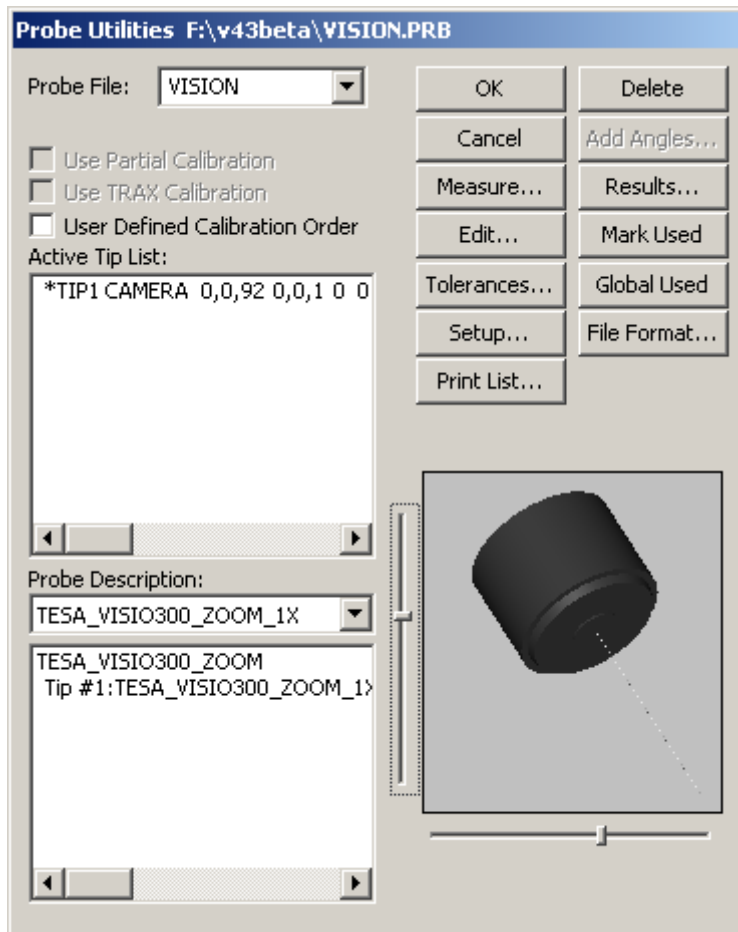 Probe Utilities F:\v43beta\VISION.PRB
Probe File: VISION
Use Partial Calibration
Use TRAX Calibration
User Defined Calibration Order
Active Tip List:
*TIP1 CAMERA 0,0,92 0,0,1 0 0
Probe Description:
TESA_VISIO300_ZOOM_1X
TESA_VISIO300_ZOOM
Tip #1:TESA_VISIO300_ZOOM_1X
OK Delete
Cancel Add Angles...
Measure... Results...
Edit... Mark Used
Tolerances... Global Used
Setup... File Format...
Print List...